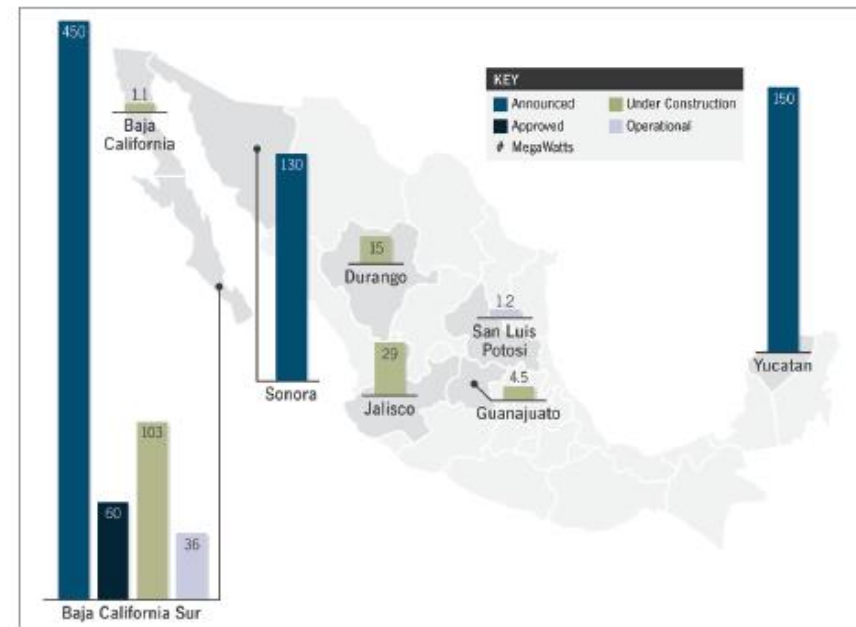 450
1.1
Baja
California
130
Sonora
15
Durango
29
Jalisco
1.2
San Luis
Potosi
4.5
Guanajuato
KEY
Announced
Under Construction
Approved
Operational
# MegaWatts
150
Yucatan
60
103
36
Baja California Sur